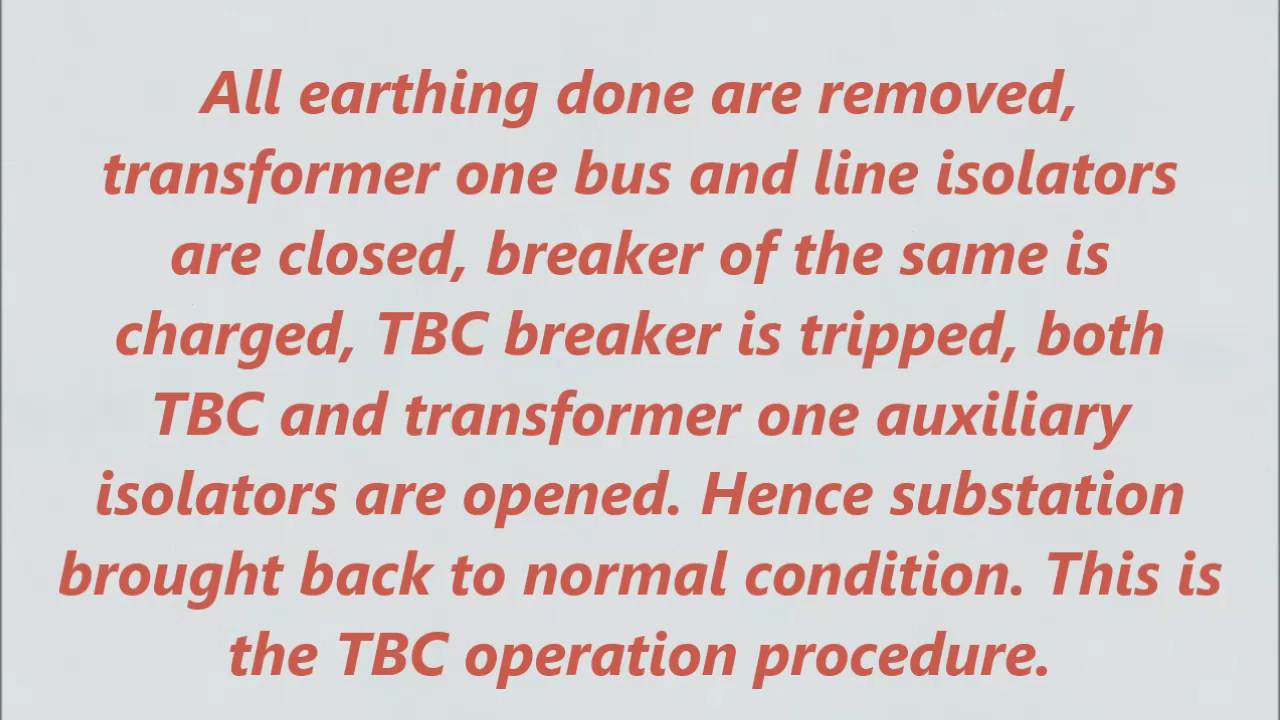 All earthing done are removed,
transformer one bus and line isolators
are closed, breaker of the same is
charged, TBC breaker is tripped, both
TBC and transformer one auxiliary
isolators are opened. Hence substation
brought back to normal condition. This is
the TBC operation procedure.